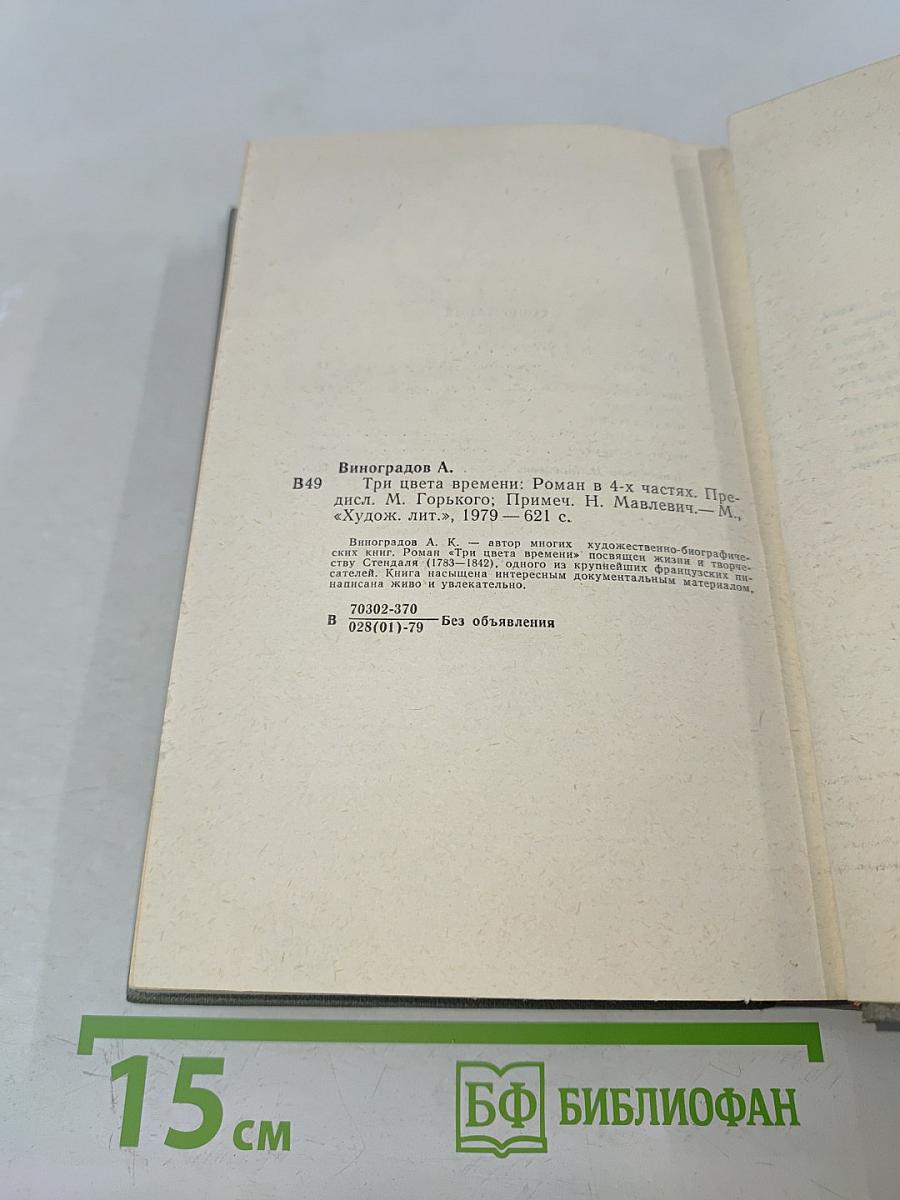 Виноградов А.
В49 Три цвета времени: Роман в 4-х частях. Пре-
дисл. М. Горького; Примеч. Н. Мавлевич.— М.,
«Худож. лит.», 1979 — 621 с.
Виноградов А. К. — автор многих художественно-биографиче-
ских книг. Роман «Три цвета времени» посвящен жизни и творче-
ству Стендаля (1783—1842), одного из крупнейших французских пи-
сателей. Книга насыщена интересным документальным материалом,
написана живо и увлекательно.
70302-370
В 028(01)-79 —Без объявления
15 см
БФ БИБЛИОФАН